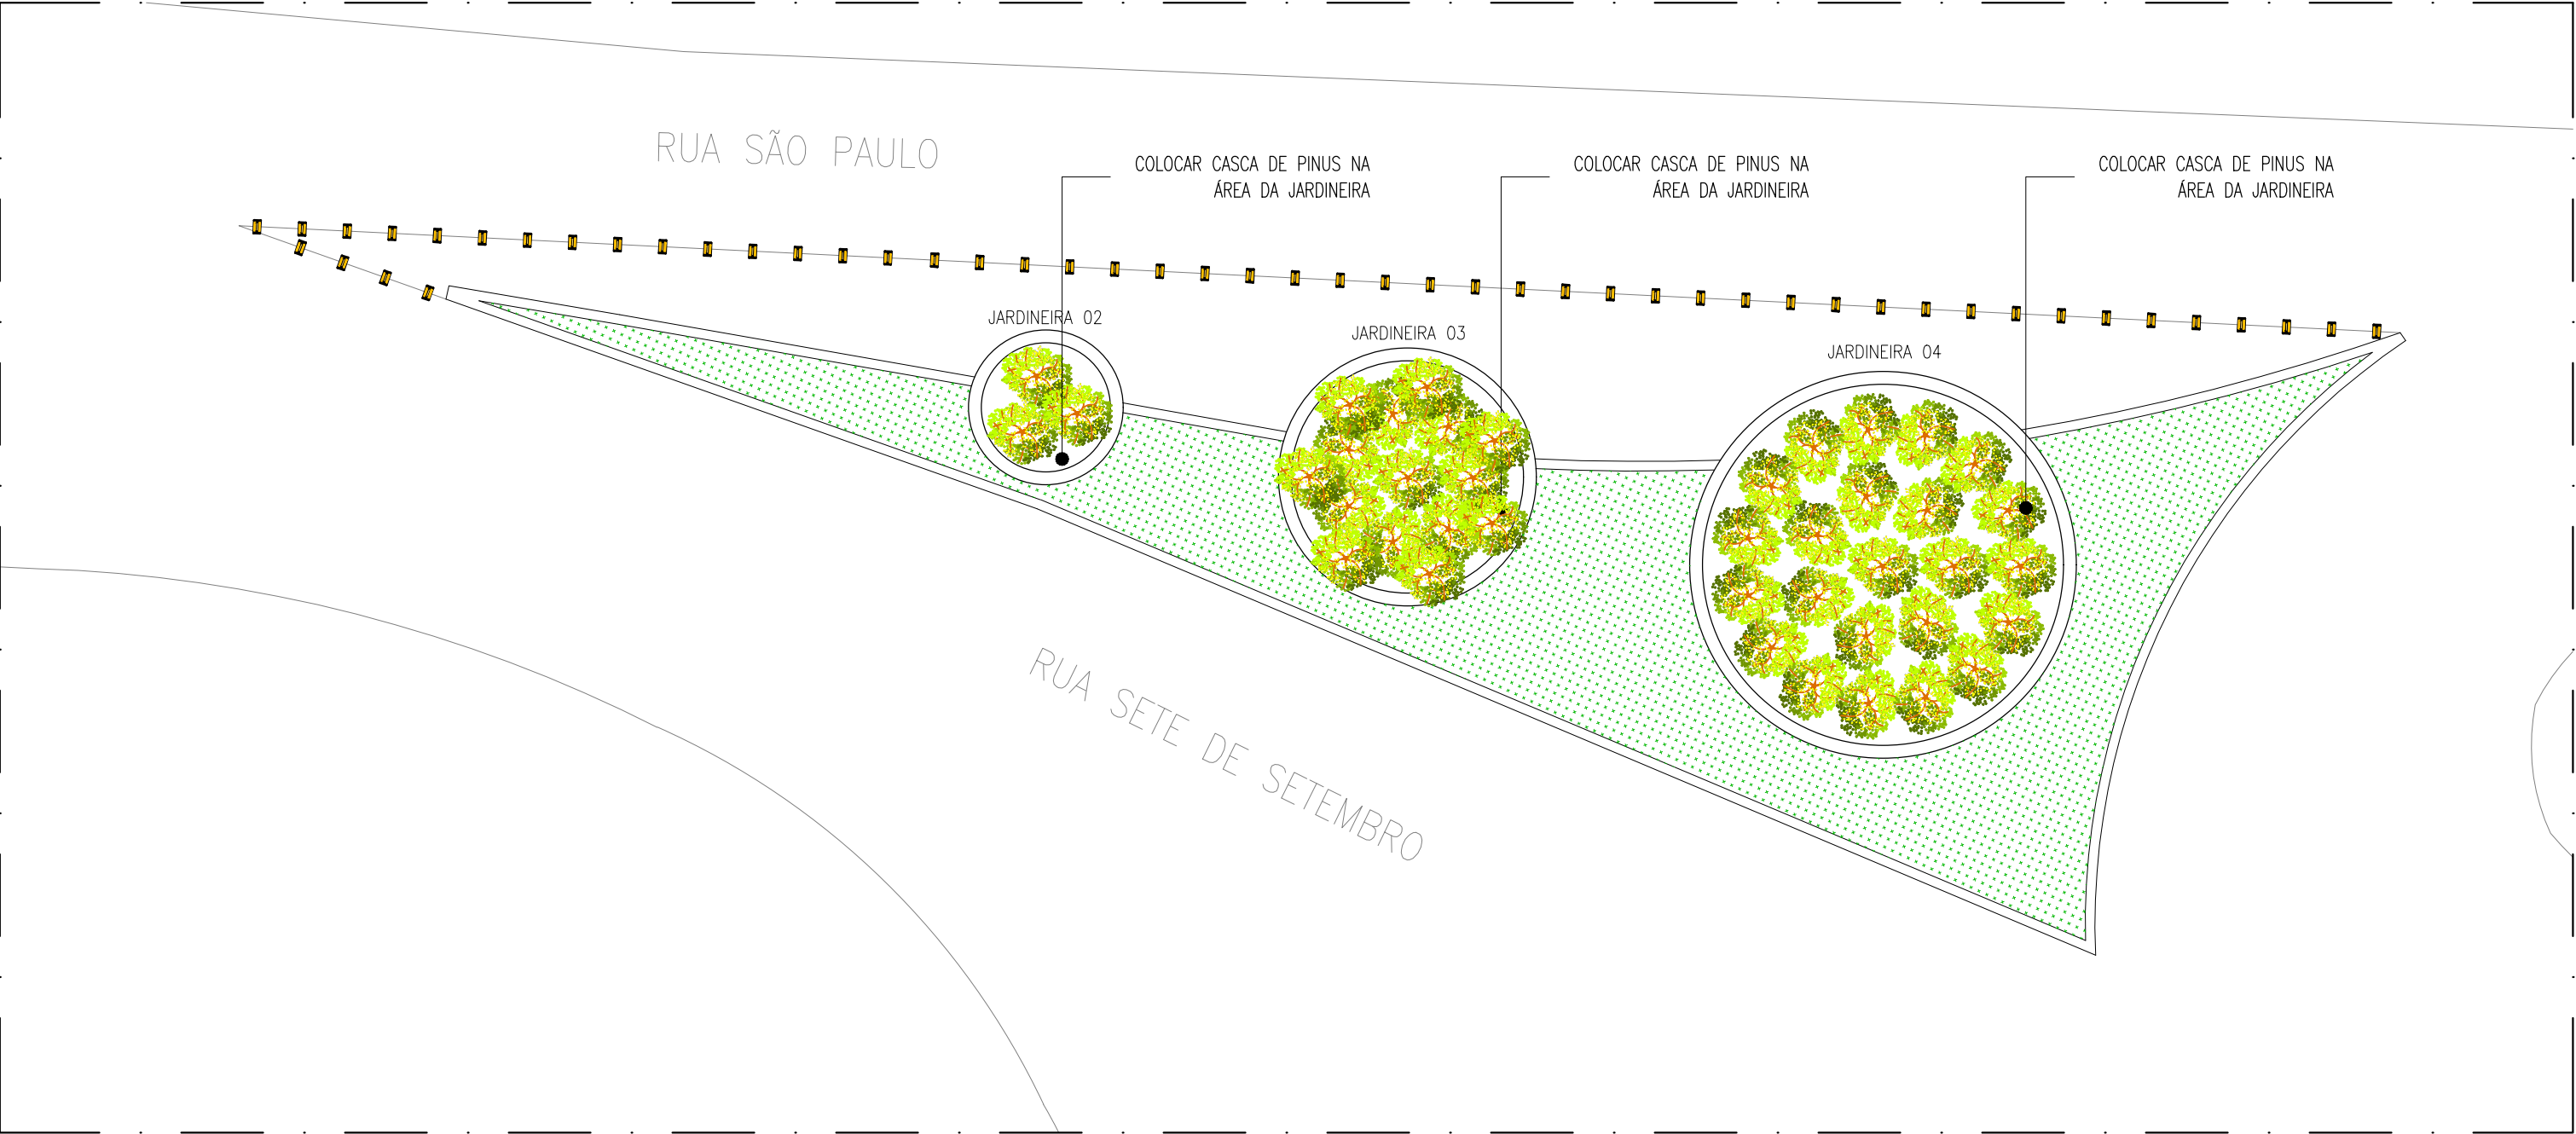 RUA SÃO PAULO
COLOCAR CASCA DE PINUS NA
ÁREA DA JARDINEIRA
COLOCAR CASCA DE PINUS NA
ÁREA DA JARDINEIRA
COLOCAR CASCA DE PINUS NA
ÁREA DA JARDINEIRA
JARDINEIRA 02
JARDINEIRA 03
JARDINEIRA 04
RUA SETE DE SETEMBRO